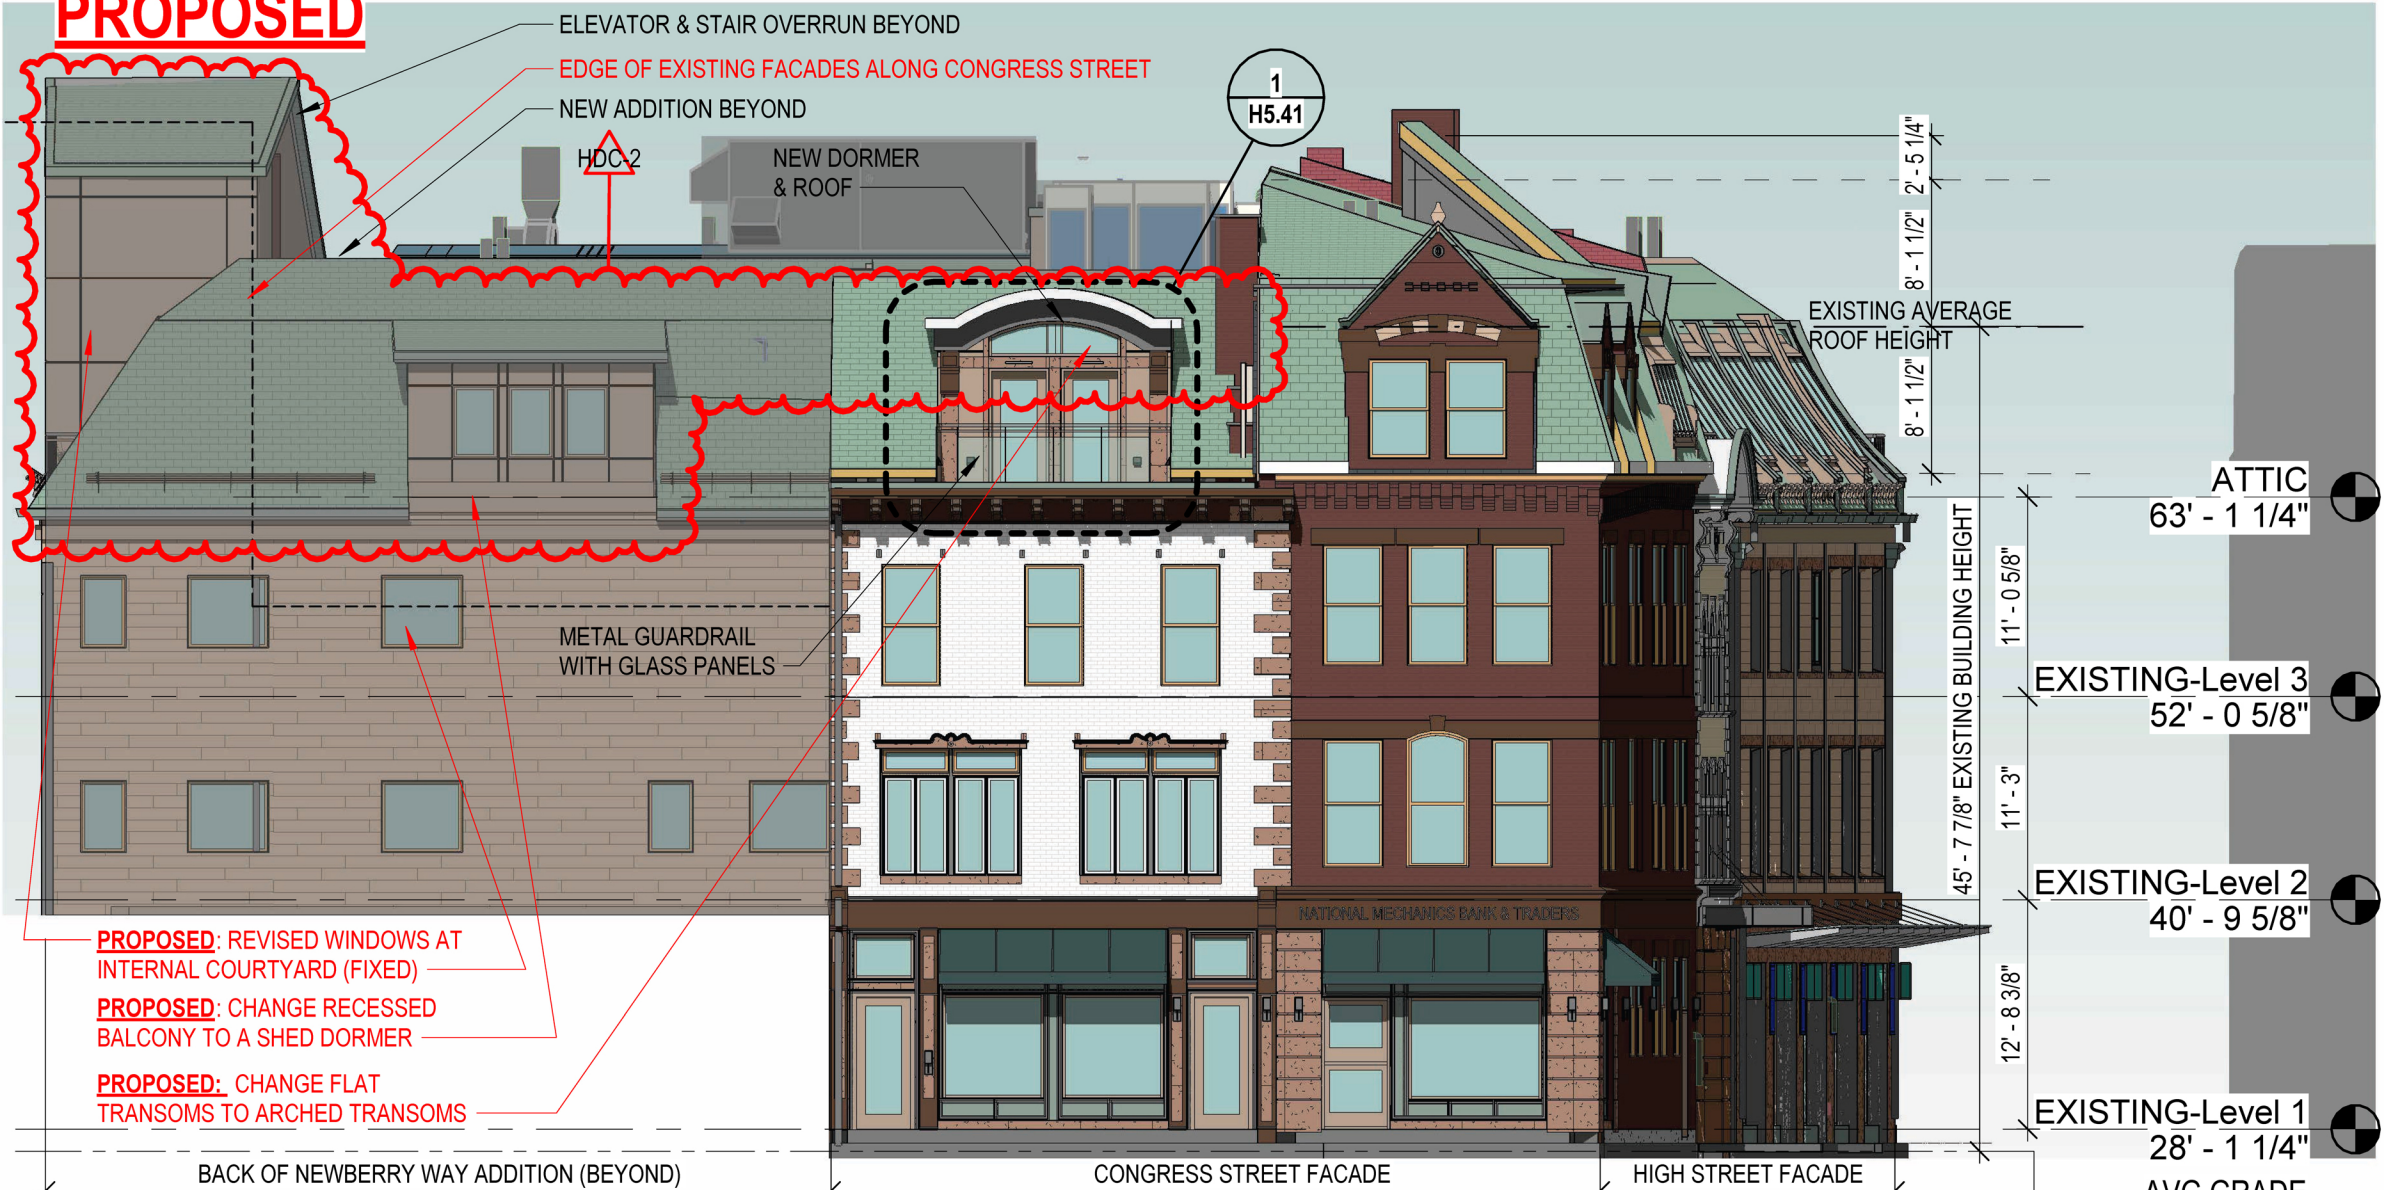 PROPOSED
ELEVATOR & STAIR OVERRUN BEYOND
EDGE OF EXISTING FACADES ALONG CONGRESS STREET
NEW ADDITION BEYOND
HDC-2
NEW DORMER
& ROOF
1
H5.41
2' - 5 1/4"
8' - 1 1/2"
EXISTING AVERAGE
ROOF HEIGHT
8' - 1 1/2"
ATTIC
63' - 1 1/4"
11' - 0 5/8"
45' - 7 7/8" EXISTING BUILDING HEIGHT
METAL GUARDRAIL
WITH GLASS PANELS
EXISTING-Level 3
52' - 0 5/8"
11' - 3"
EXISTING-Level 2
40' - 9 5/8"
NATIONAL MECHANICS BANK & TRADERS
PROPOSED: REVISED WINDOWS AT
INTERNAL COURTYARD (FIXED)
PROPOSED: CHANGE RECESSED
BALCONY TO A SHED DORMER
PROPOSED: CHANGE FLAT
TRANSOMS TO ARCHED TRANSOMS
12' - 8 3/8"
EXISTING-Level 1
28' - 1 1/4"
BACK OF NEWBERRY WAY ADDITION (BEYOND)
CONGRESS STREET FACADE
HIGH STREET FACADE
AVG GRADE